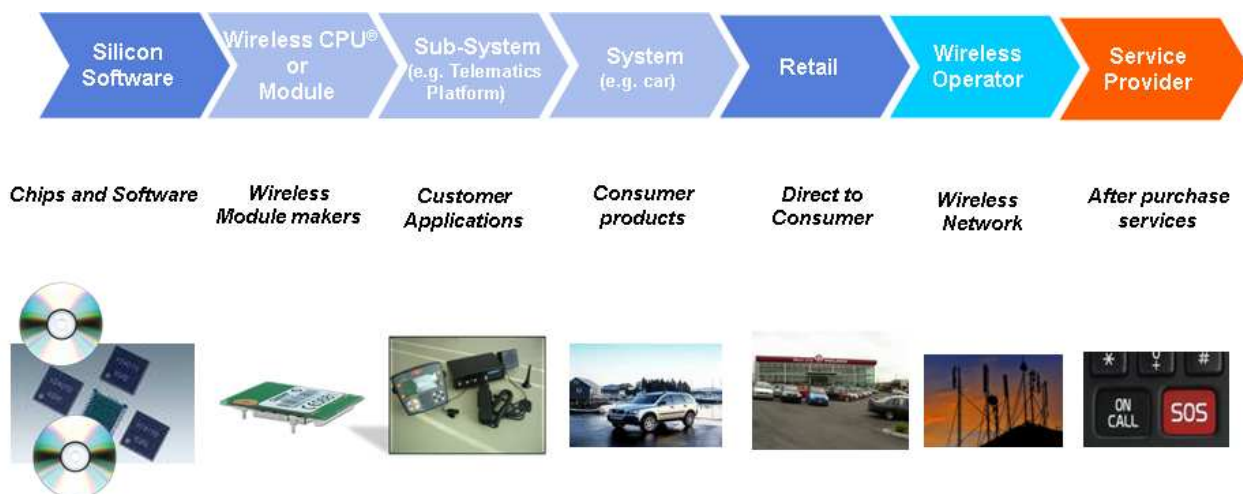 Silicon
Software
Wireless CPU®
or
Module
Sub-System
(e.g. Telematics
Platform)
System
(e.g. car)
Retail
Wireless
Operator
Service
Provider
Chips and Software
Wireless
Module makers
Customer
Applications
Consumer
products
Direct to
Consumer
Wireless
Network
After purchase
services
*
#
ON
CALL
SOS